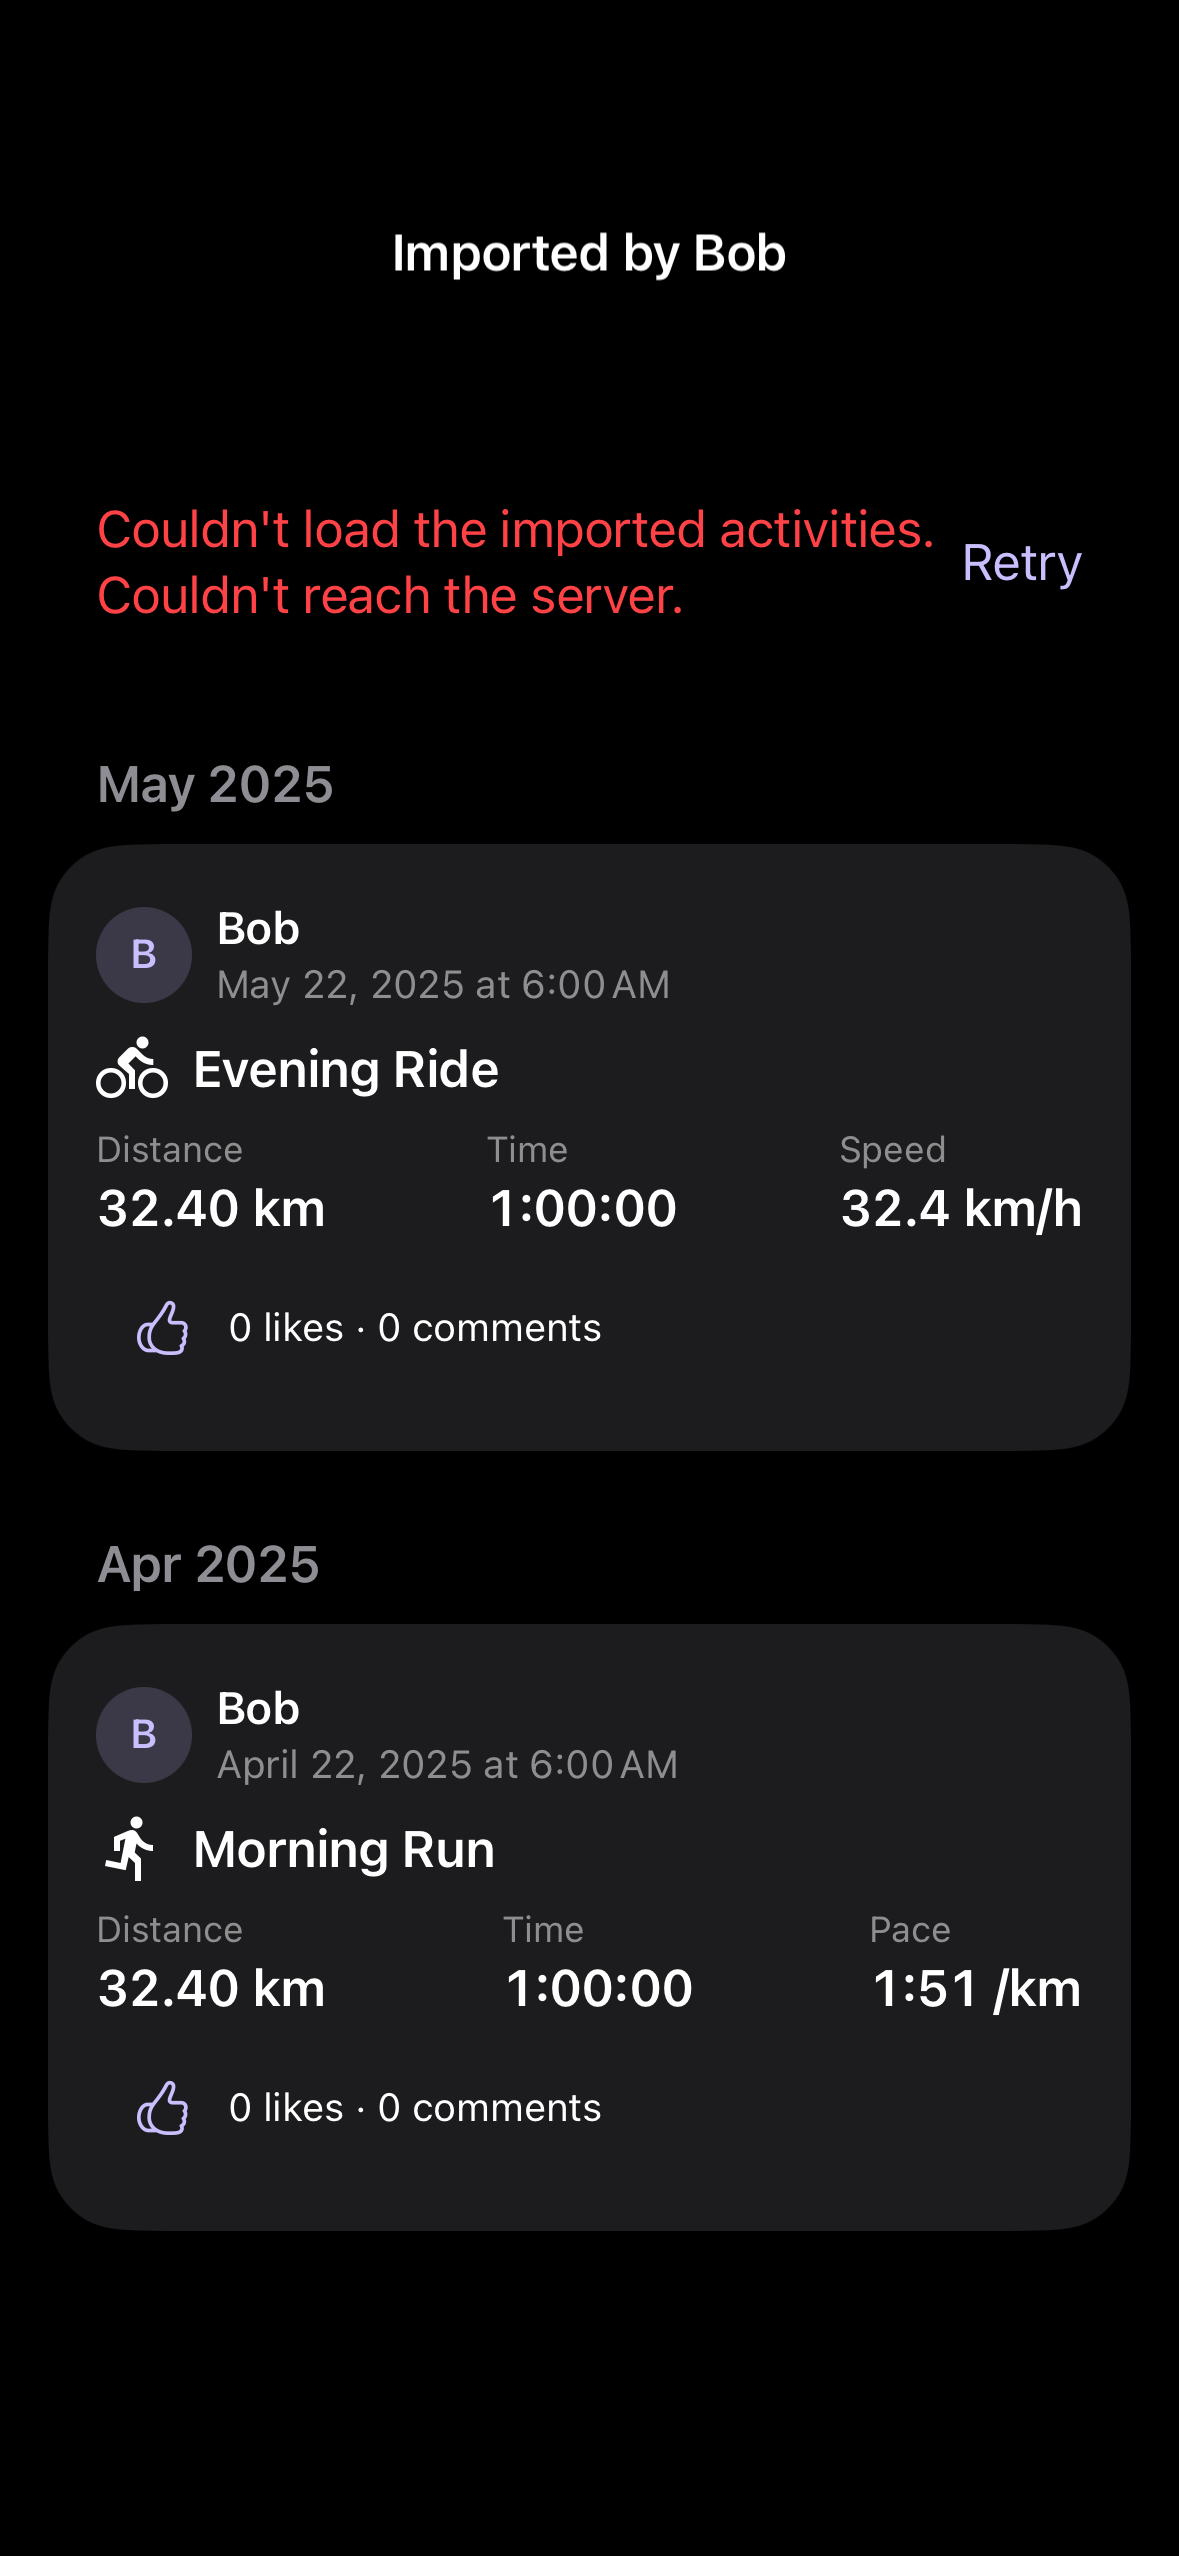 Imported by Bob
Couldn't load the imported activities.
Couldn't reach the server.
Retry
May 2025
B
Bob
May 22, 2025 at 6:00 AM
Evening Ride
Distance Time Speed
32.40 km 1:00:00 32.4 km/h
0 likes · 0 comments
Apr 2025
B
Bob
April 22, 2025 at 6:00 AM
Morning Run
Distance Time Pace
32.40 km 1:00:00 1:51 /km
0 likes · 0 comments